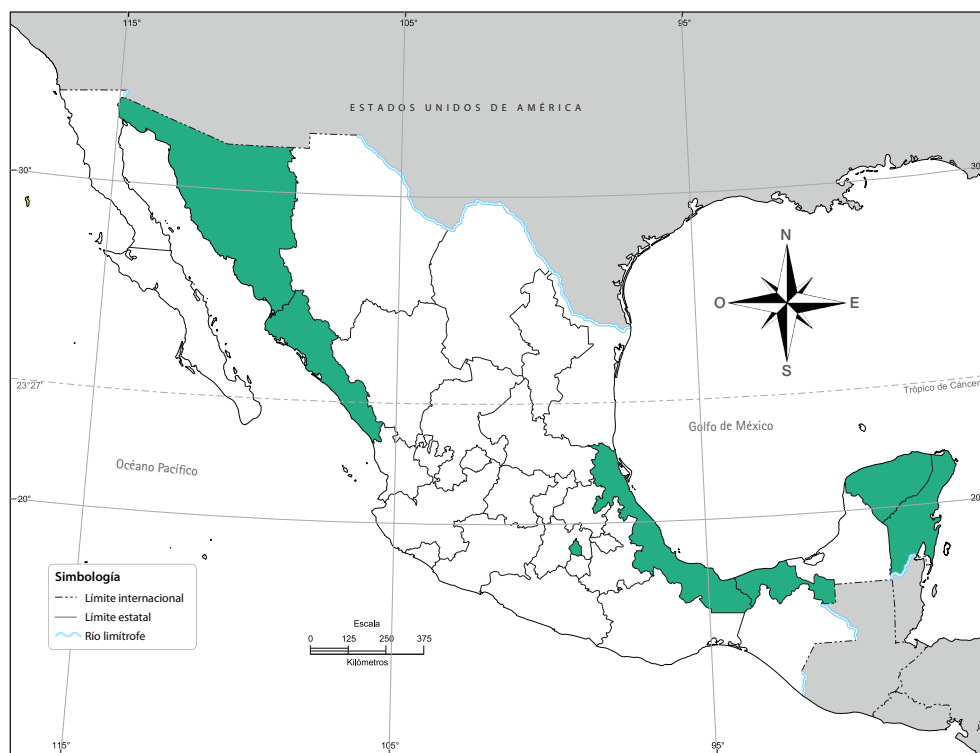 115°
105°
95°
ESTADOS UNIDOS DE AMÉRICA
30°
30°
N
O
E
S
23°27'
Trópico de Cáncer
Golfo de México
Océano Pacífico
20°
20°
Simbología
Límite internacional
Límite estatal
Río limítrofe
Escala
0 125 250 375
Kilómetros
115°
105°
95°